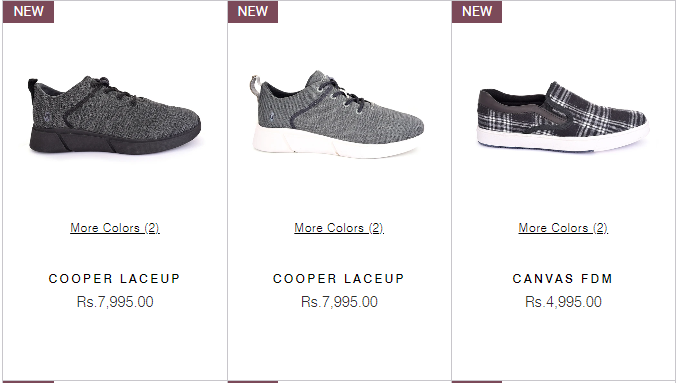 NEW
NEW
NEW
More Colors (2)
More Colors (2)
More Colors (2)
COOPER LACEUP
COOPER LACEUP
CANVAS FDM
Rs.7,995.00
Rs.7,995.00
Rs.4,995.00